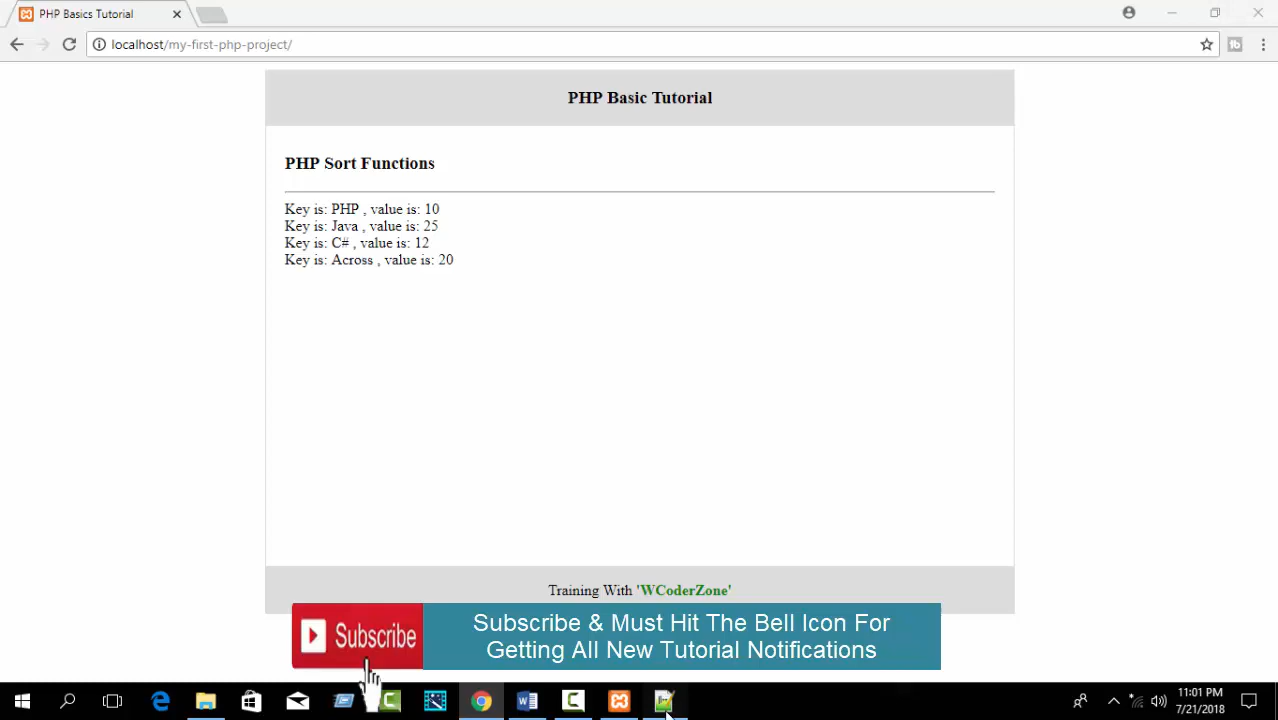 PHP Basics Tutorial
localhost/my-first-php-project/
PHP Basic Tutorial
PHP Sort Functions
Key is: PHP , value is: 10
Key is: Java , value is: 25
Key is: C# , value is: 12
Key is: Across , value is: 20
Training With 'WCoderZone'
Subscribe
Subscribe & Must Hit The Bell Icon For
Getting All New Tutorial Notifications
11:01 PM
7/21/2018